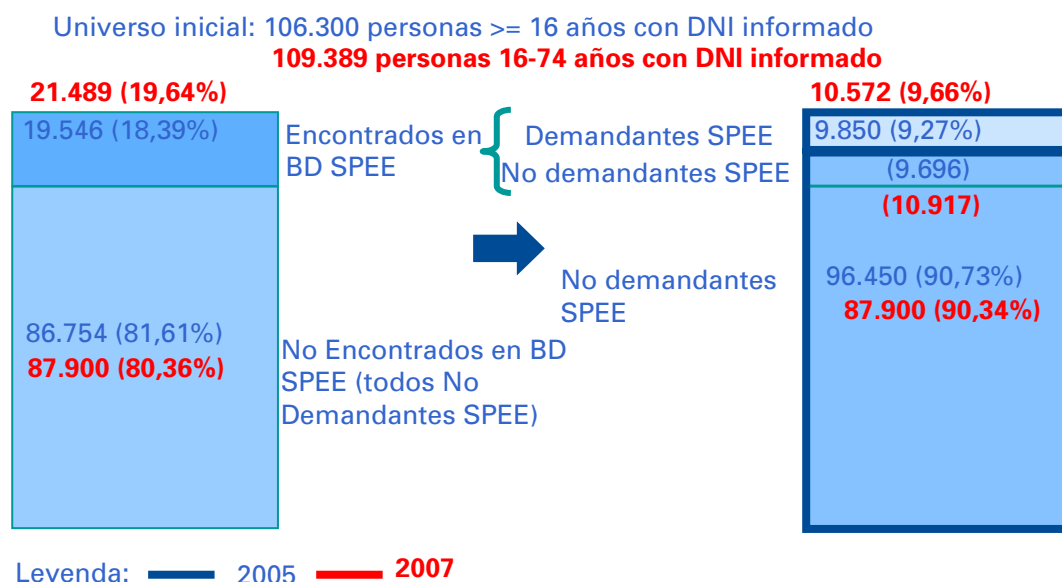 Universo inicial: 106.300 personas >= 16 años con DNI informado
109.389 personas 16-74 años con DNI informado
21.489 (19,64%)
19.546 (18,39%)
Encontrados en
BD SPEE
Demandantes SPEE
No demandantes SPEE
10.572 (9,66%)
9.850 (9,27%)
(9.696)
(10.917)
No demandantes
SPEE
96.450 (90,73%)
87.900 (90,34%)
86.754 (81,61%)
87.900 (80,36%)
No Encontrados en BD
SPEE (todos No
Demandantes SPEE)
Leyenda: 2005 2007